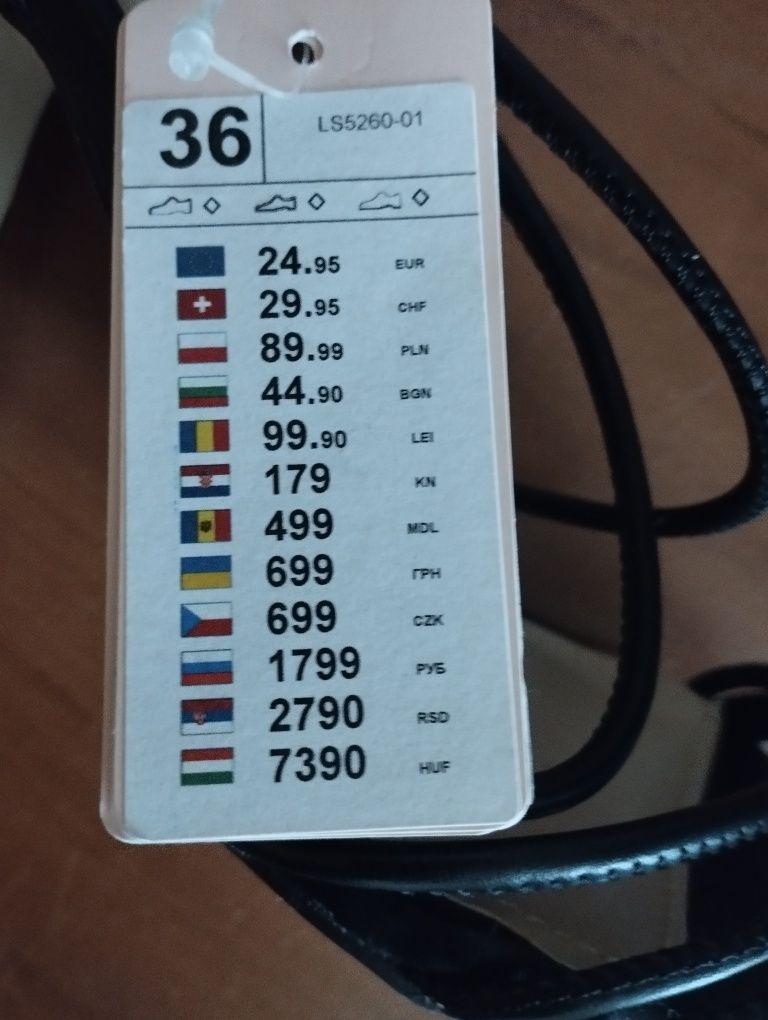 36 LS5260-01
24.95 EUR
29.95 CHF
89.99 PLN
44.90 BGN
99.90 LEI
179 KN
499 MDL
699 ГРН
699 CZK
1799 РУБ
2790 RSD
7390 HUF